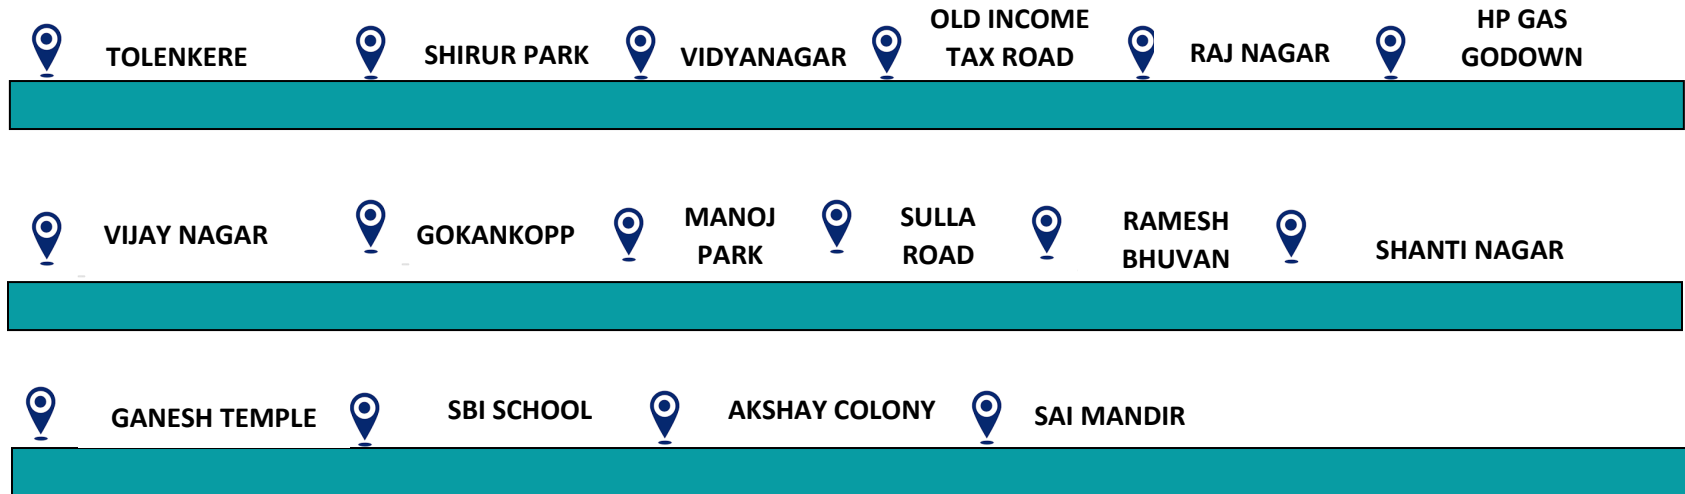 TOLENKERE
SHIRUR PARK
VIDYANAGAR
OLD INCOME
TAX ROAD
RAJ NAGAR
HP GAS
GODOWN
VIJAY NAGAR
GOKANKOPP
MANOJ
PARK
SULLA
ROAD
RAMESH
BHUVAN
SHANTI NAGAR
GANESH TEMPLE
SBI SCHOOL
AKSHAY COLONY
SAI MANDIR